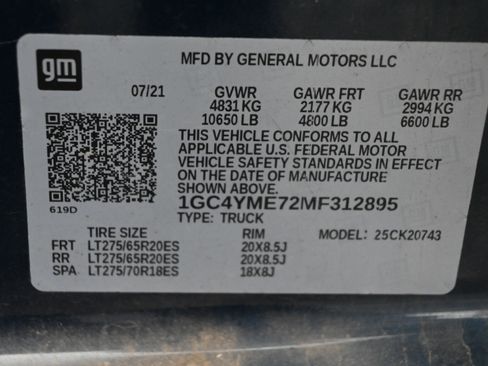 gm
MFD BY GENERAL MOTORS LLC
07/21 GVWR GAWR FRT GAWR RR
4831 KG 2177 KG 2994 KG
10650 LB 4800 LB 6600 LB
THIS VEHICLE CONFORMS TO ALL
APPLICABLE U.S. FEDERAL MOTOR
VEHICLE SAFETY STANDARDS IN EFFECT
ON THE DATE OF MANUFACTURE
SHOWN ABOVE.
619D
1GC4YME72MF312895
TYPE: TRUCK
TIRE SIZE RIM MODEL: 25CK20743
FRT LT275/65R20ES 20X8.5J
RR LT275/65R20ES 20X8.5J
SPA LT275/70R18ES 18X8J